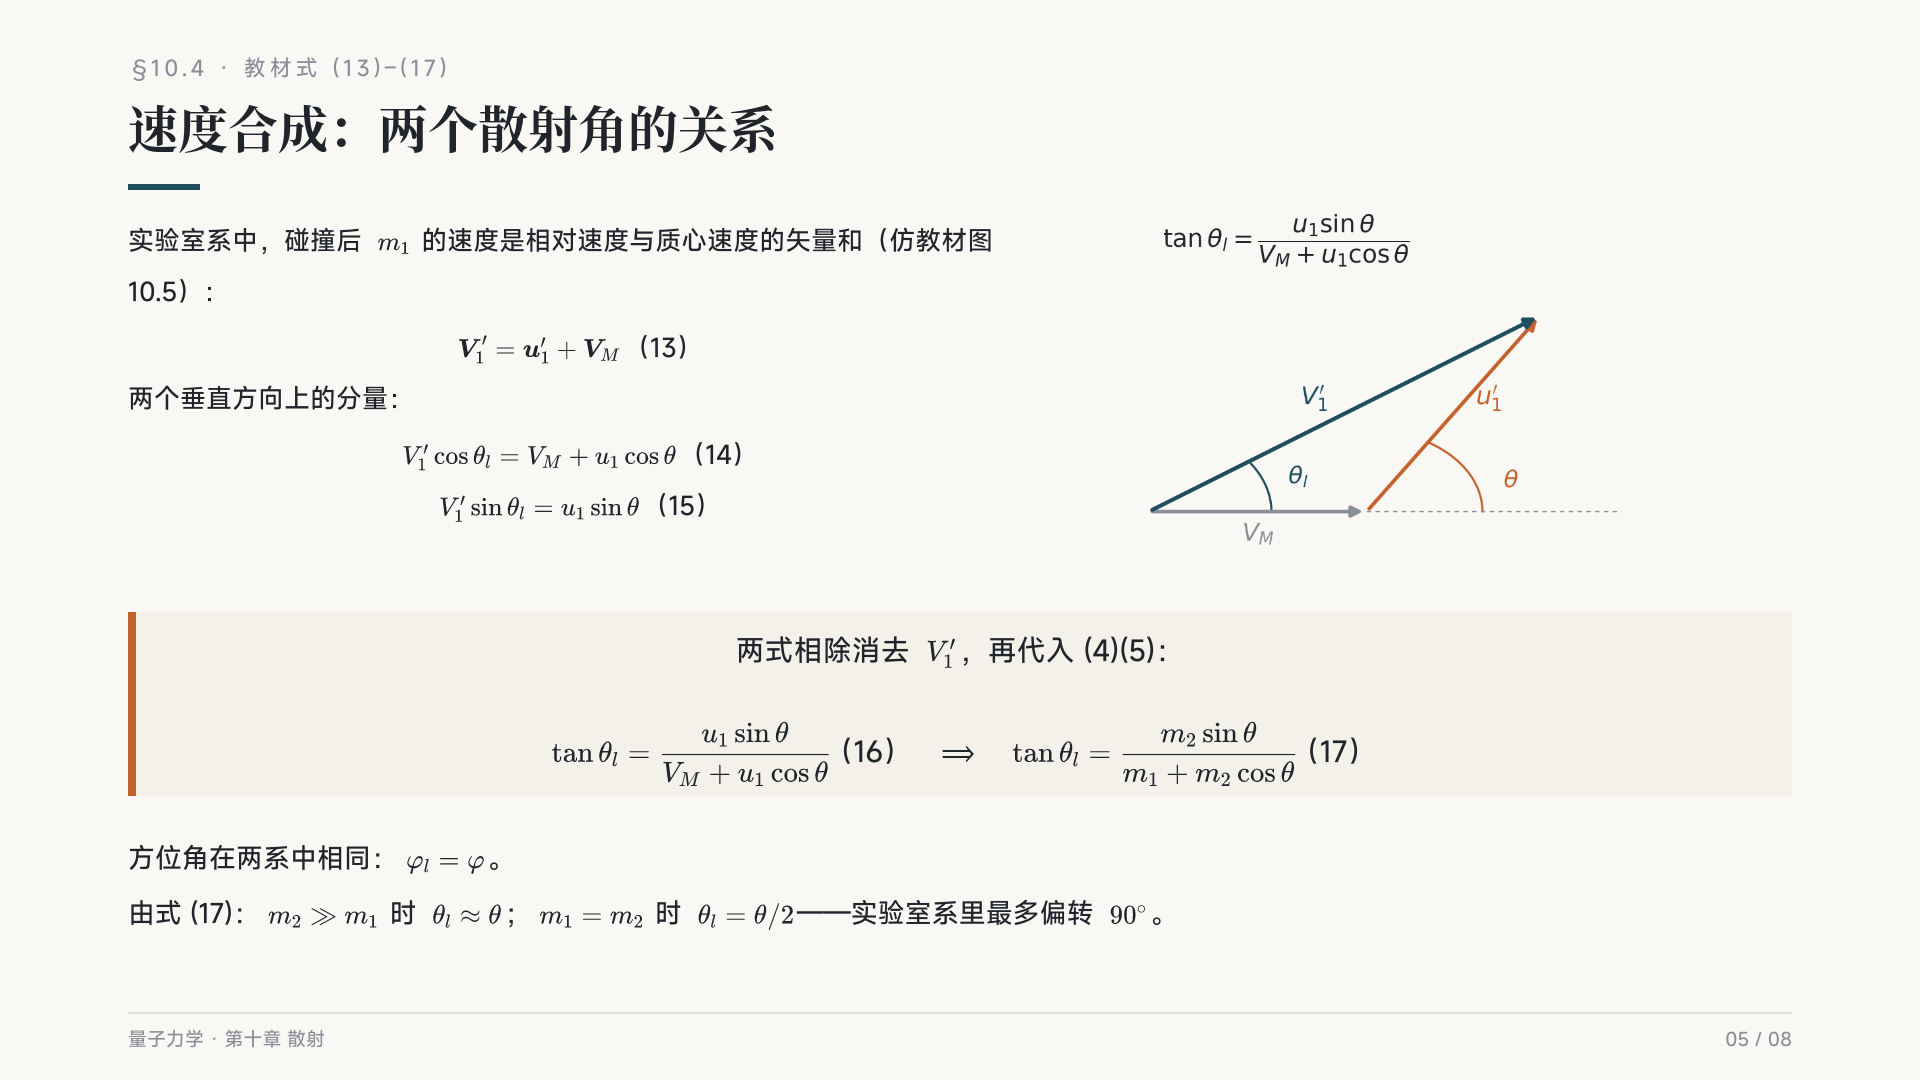 §10.4 · 教材式 (13)–(17)
速度合成：两个散射角的关系
实验室系中，碰撞后 m₁ 的速度是相对速度与质心速度的矢量和（仿教材图
10.5）：
V₁′ = u₁′ + V_M （13）
两个垂直方向上的分量：
V₁′ cos θ_l = V_M + u₁ cos θ （14）
V₁′ sin θ_l = u₁ sin θ （15）
tan θ_l = u₁ sin θ / (V_M + u₁ cos θ)
V₁′
u₁′
θ_l
θ
V_M
两式相除消去 V₁′，再代入 (4)(5)：
tan θ_l = u₁ sin θ / (V_M + u₁ cos θ) （16） ⟹ tan θ_l = m₂ sin θ / (m₁ + m₂ cos θ) （17）
方位角在两系中相同： φ_l = φ。
由式 (17)： m₂ ≫ m₁ 时 θ_l ≈ θ； m₁ = m₂ 时 θ_l = θ/2——实验室系里最多偏转 90°。
量子力学 · 第十章 散射
05 / 08